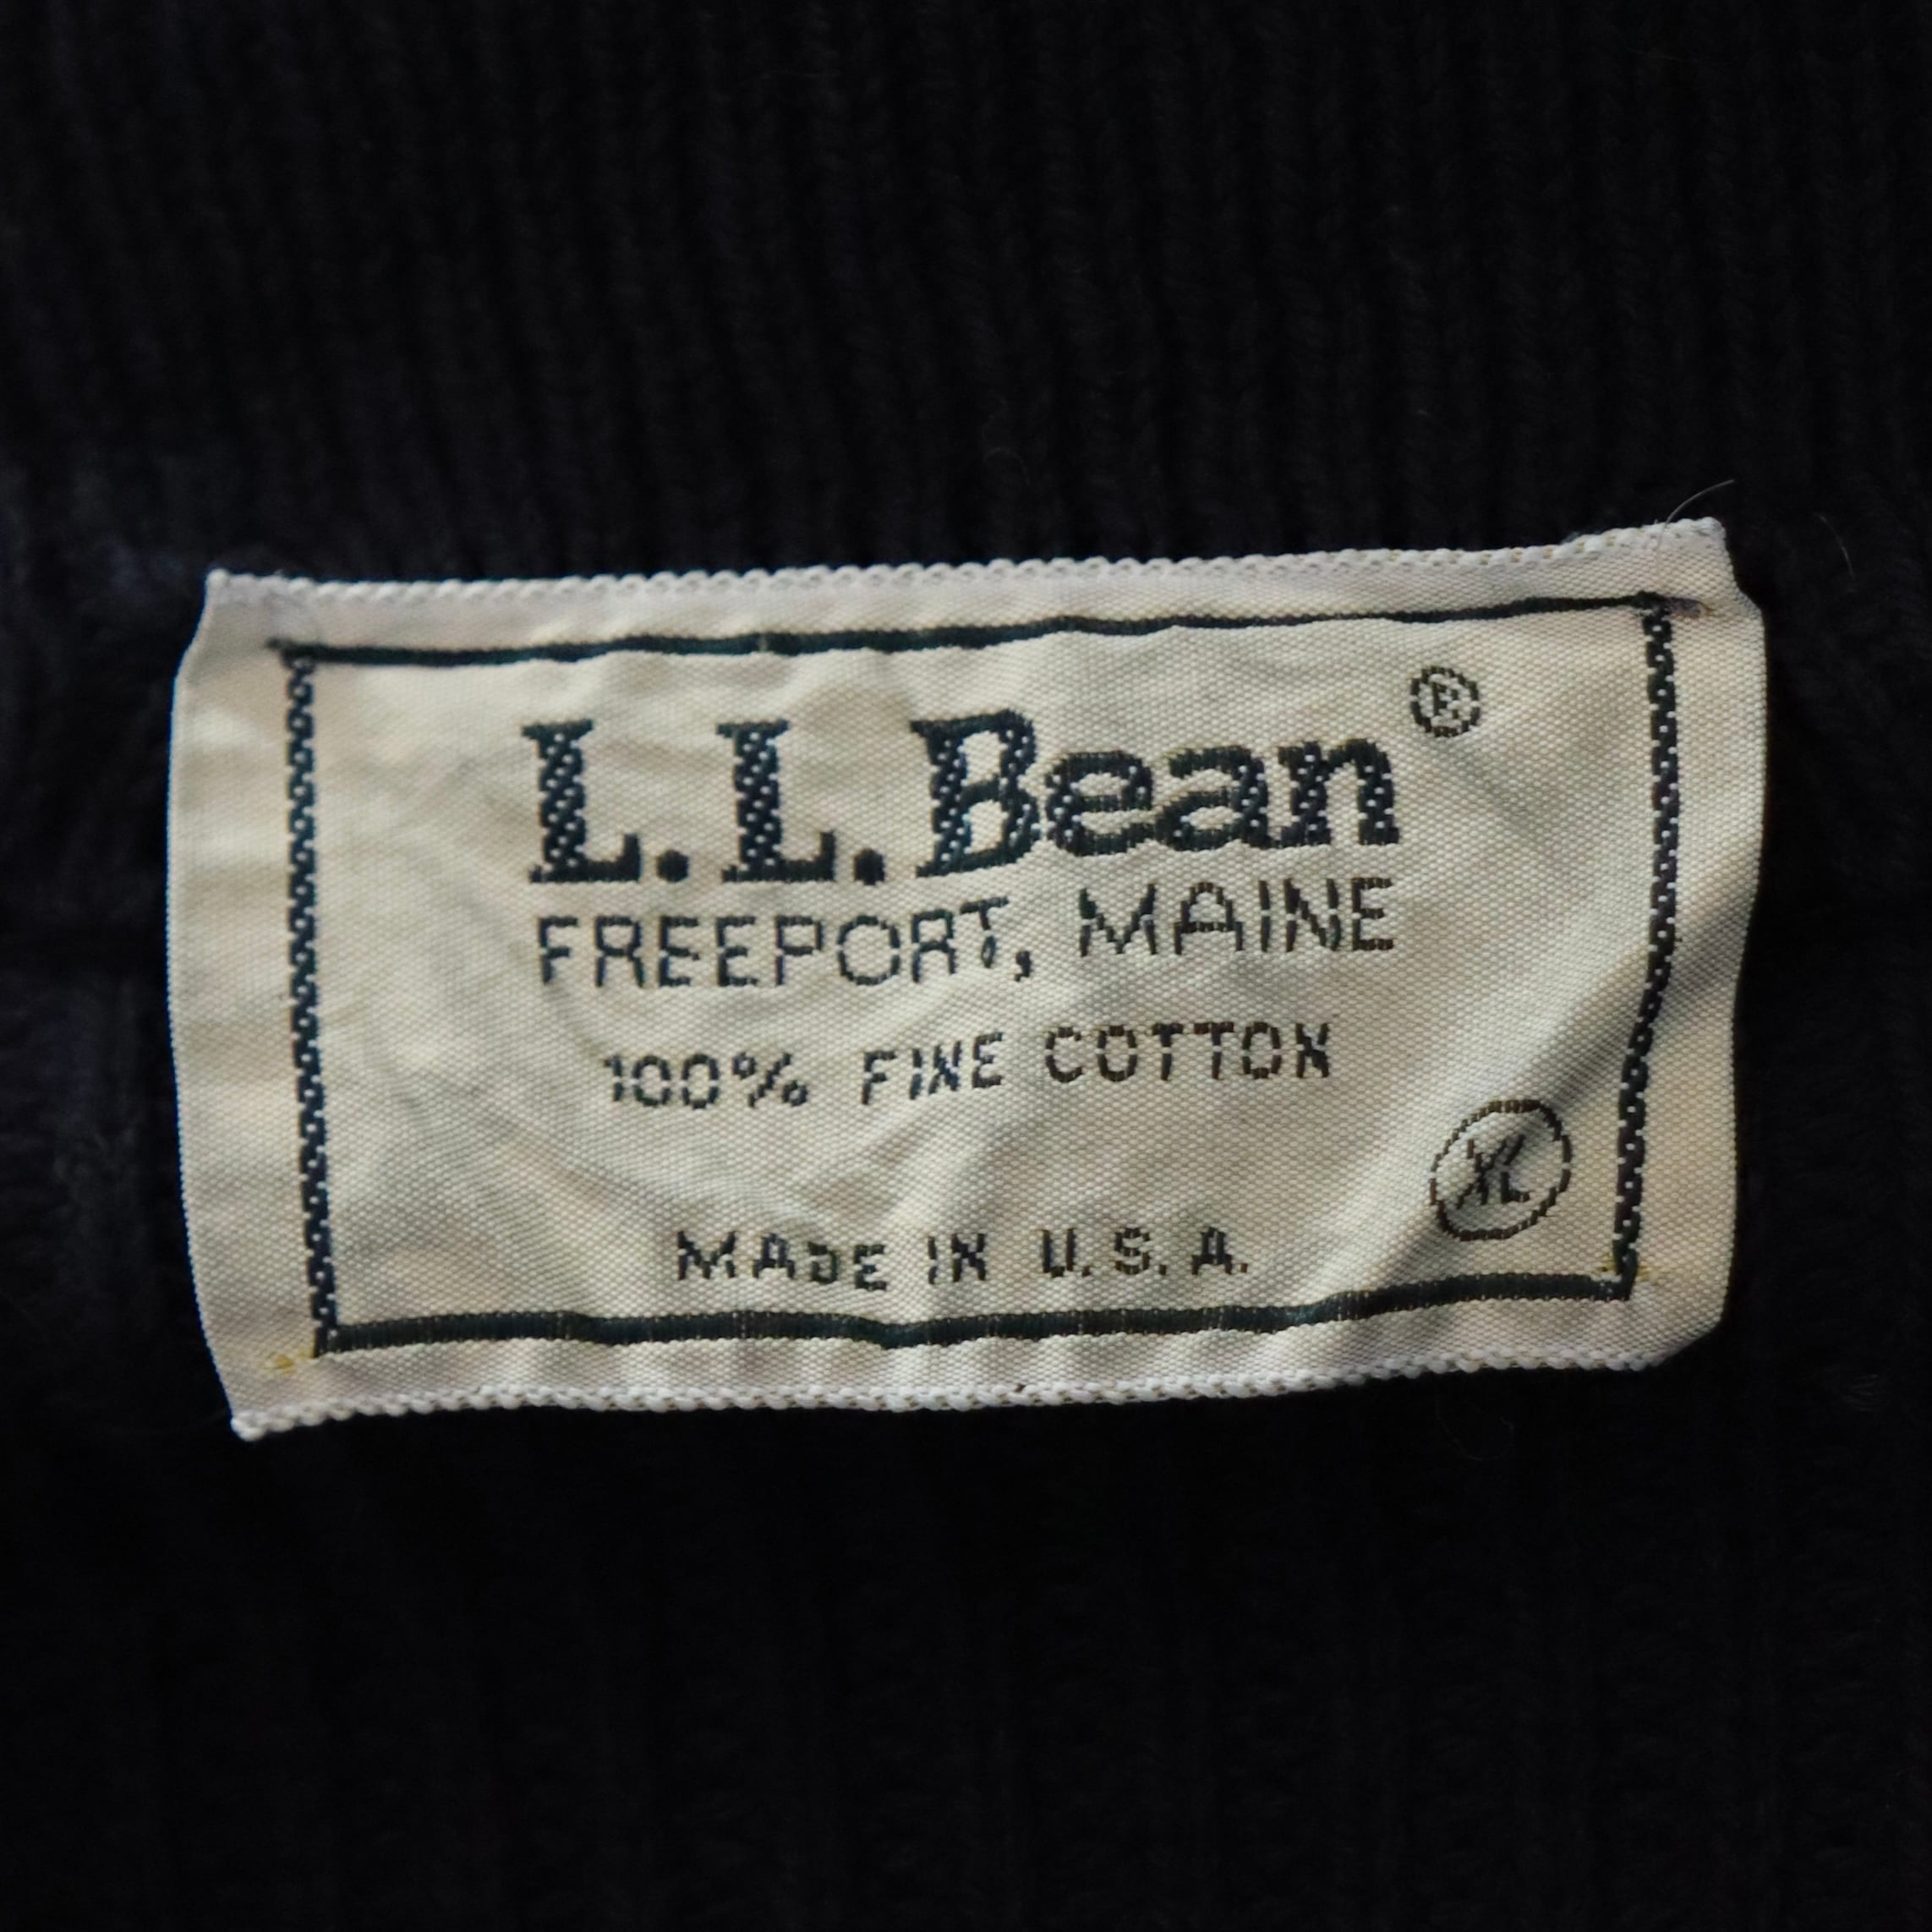 L.L.Bean®
FREEPORT, MAINE
100% FINE COTTON
XL
MADE IN U.S.A.